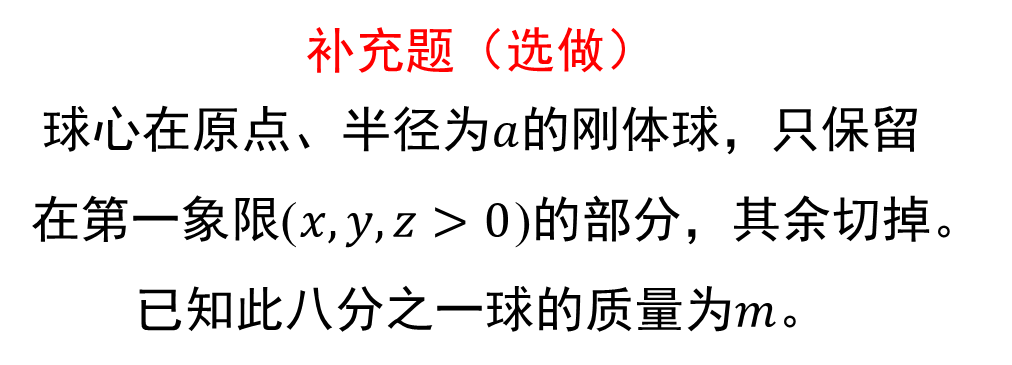 补充题（选做）
球心在原点、半径为a的刚体球，只保留
在第一象限(x, y, z > 0)的部分，其余切掉。
已知此八分之一球的质量为m。